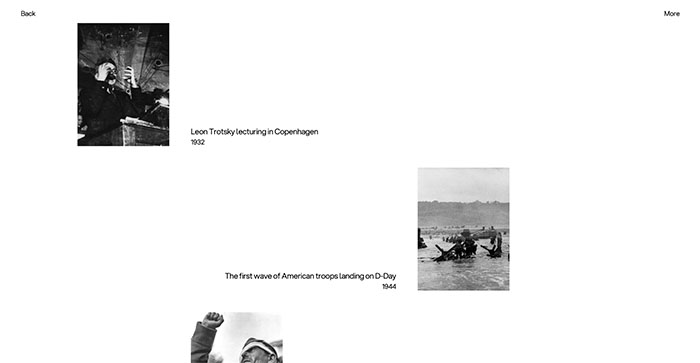 Back
More
Leon Trotsky lecturing in Copenhagen
1932
The first wave of American troops landing on D-Day
1944